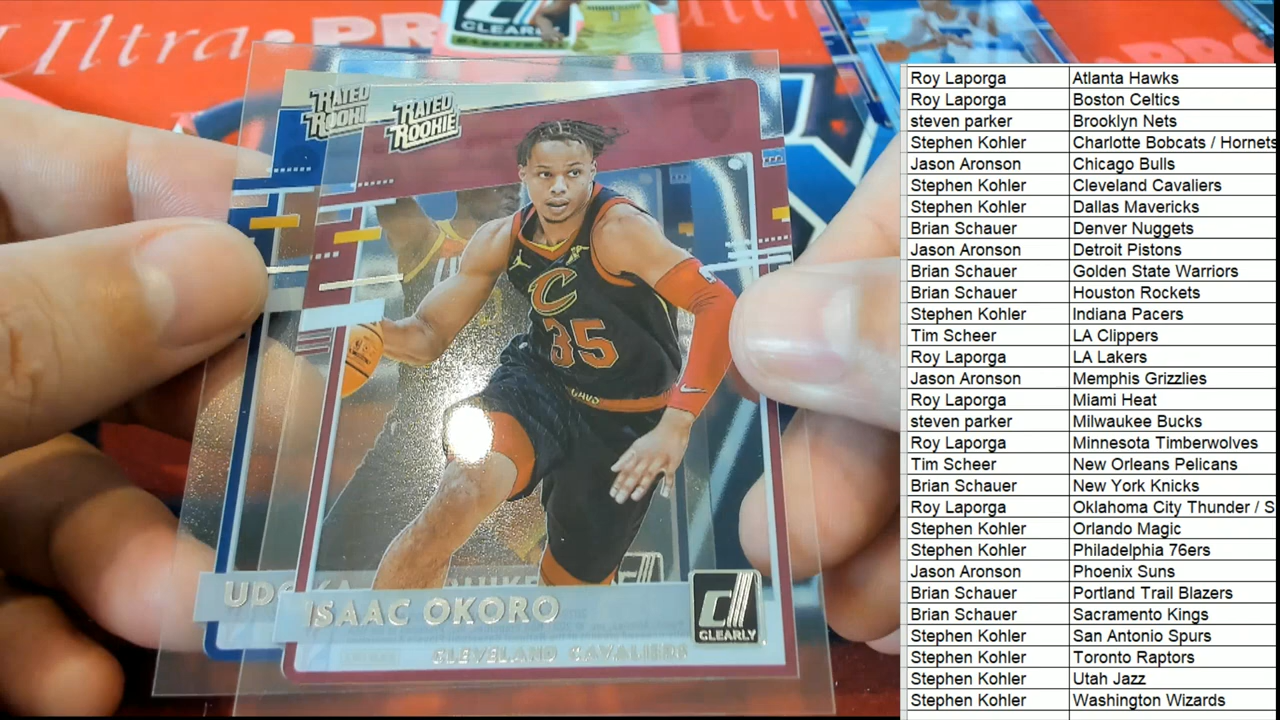 Ultra PRO
CLEARLY
RATED
ROOKIE
RATED
ROOKIE
C
35
CAVS
UDOKA
ISAAC OKORO
CLEARLY
CLEVELAND CAVALIERS
Roy Laporga Atlanta Hawks
Roy Laporga Boston Celtics
steven parker Brooklyn Nets
Stephen Kohler Charlotte Bobcats / Hornets
Jason Aronson Chicago Bulls
Stephen Kohler Cleveland Cavaliers
Stephen Kohler Dallas Mavericks
Brian Schauer Denver Nuggets
Jason Aronson Detroit Pistons
Brian Schauer Golden State Warriors
Brian Schauer Houston Rockets
Stephen Kohler Indiana Pacers
Tim Scheer LA Clippers
Roy Laporga LA Lakers
Jason Aronson Memphis Grizzlies
Roy Laporga Miami Heat
steven parker Milwaukee Bucks
Roy Laporga Minnesota Timberwolves
Tim Scheer New Orleans Pelicans
Brian Schauer New York Knicks
Roy Laporga Oklahoma City Thunder / S
Stephen Kohler Orlando Magic
Stephen Kohler Philadelphia 76ers
Jason Aronson Phoenix Suns
Brian Schauer Portland Trail Blazers
Brian Schauer Sacramento Kings
Stephen Kohler San Antonio Spurs
Stephen Kohler Toronto Raptors
Stephen Kohler Utah Jazz
Stephen Kohler Washington Wizards